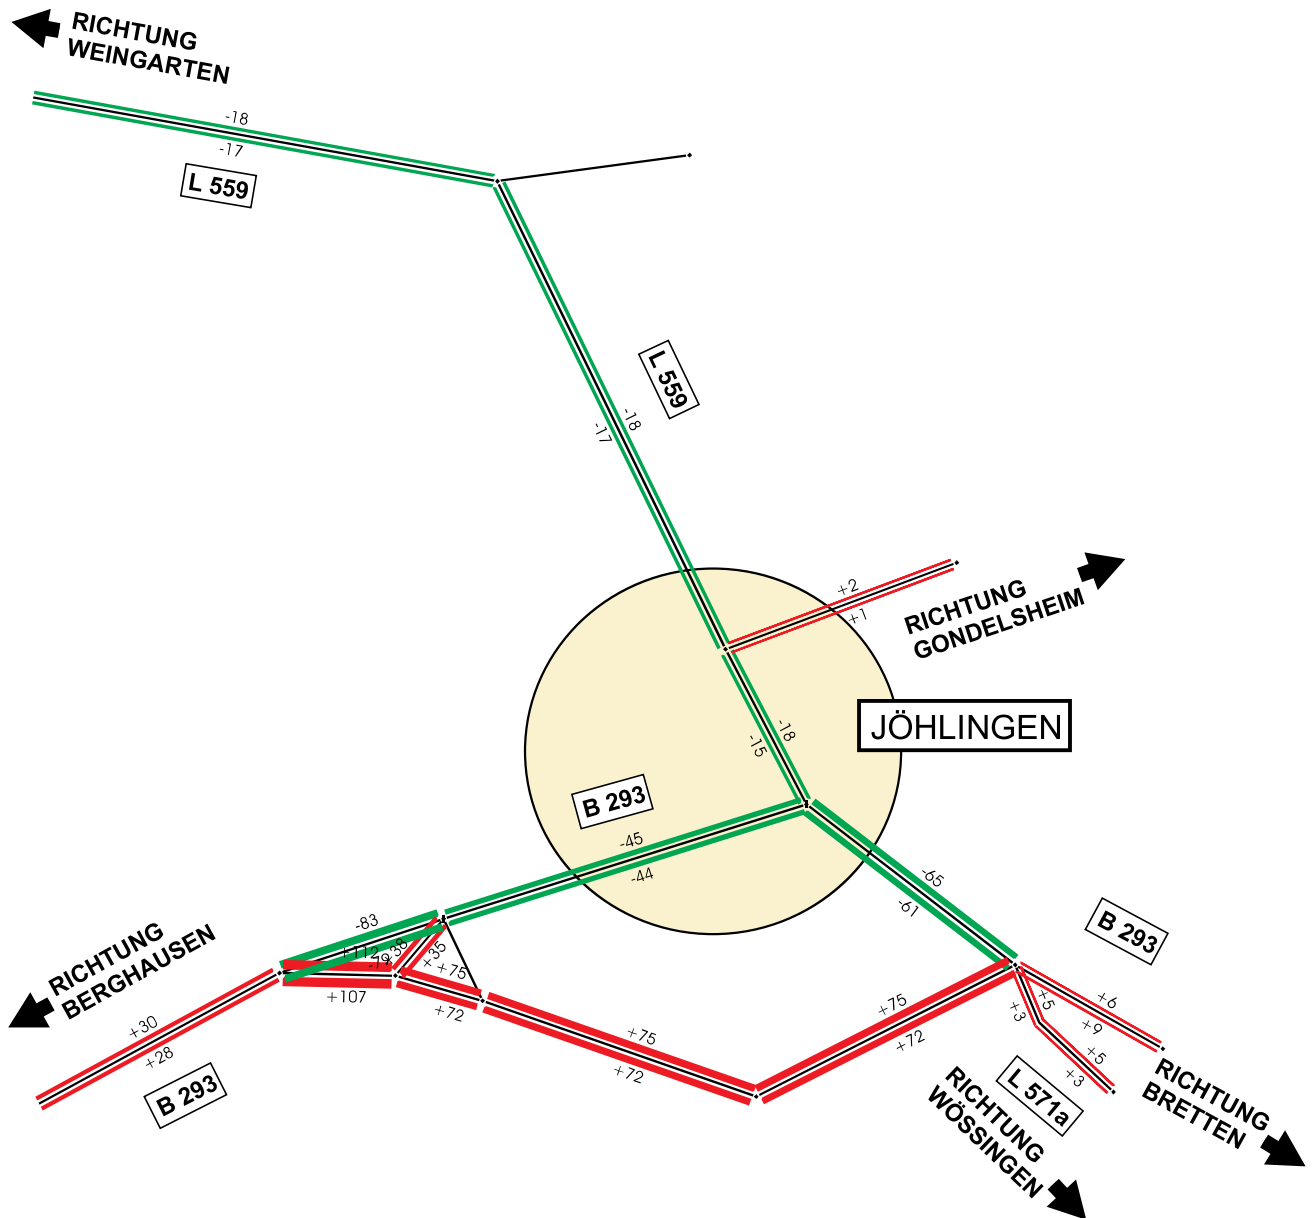 RICHTUNG
WEINGARTEN
-18
-17
L 559
L 559
-18
-17
+2
+1
RICHTUNG
GONDELSHEIM
JÖHLINGEN
-18
-15
B 293
-45
-44
-65
-61
B 293
-83
+112
-79
+38
+35
+75
+107
+72
RICHTUNG
BERGHAUSEN
+30
+28
B 293
+75
+72
+75
+72
+6
+9
+5
+3
+5
+3
L 571a
RICHTUNG
BRETTEN
RICHTUNG
WÖSSINGEN